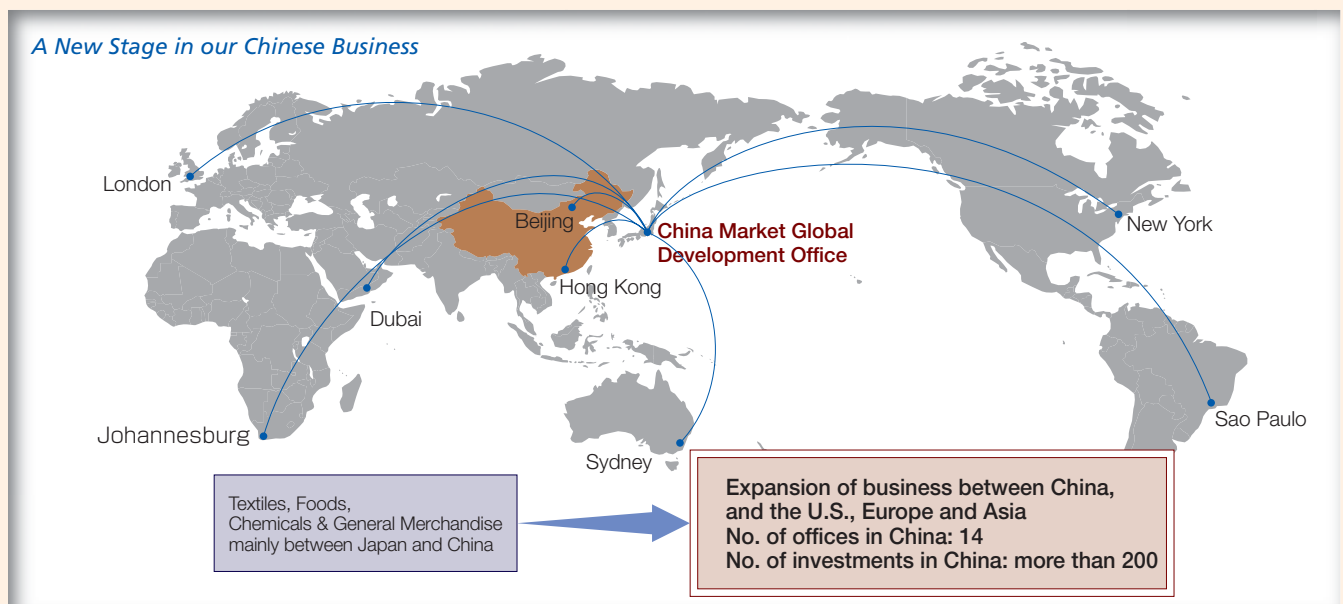 A New Stage in our Chinese Business
London
Beijing
China Market Global
Development Office
New York
Hong Kong
Dubai
Johannesburg
Sydney
Sao Paulo
Textiles, Foods,
Chemicals & General Merchandise
mainly between Japan and China
Expansion of business between China,
and the U.S., Europe and Asia
No. of offices in China: 14
No. of investments in China: more than 200